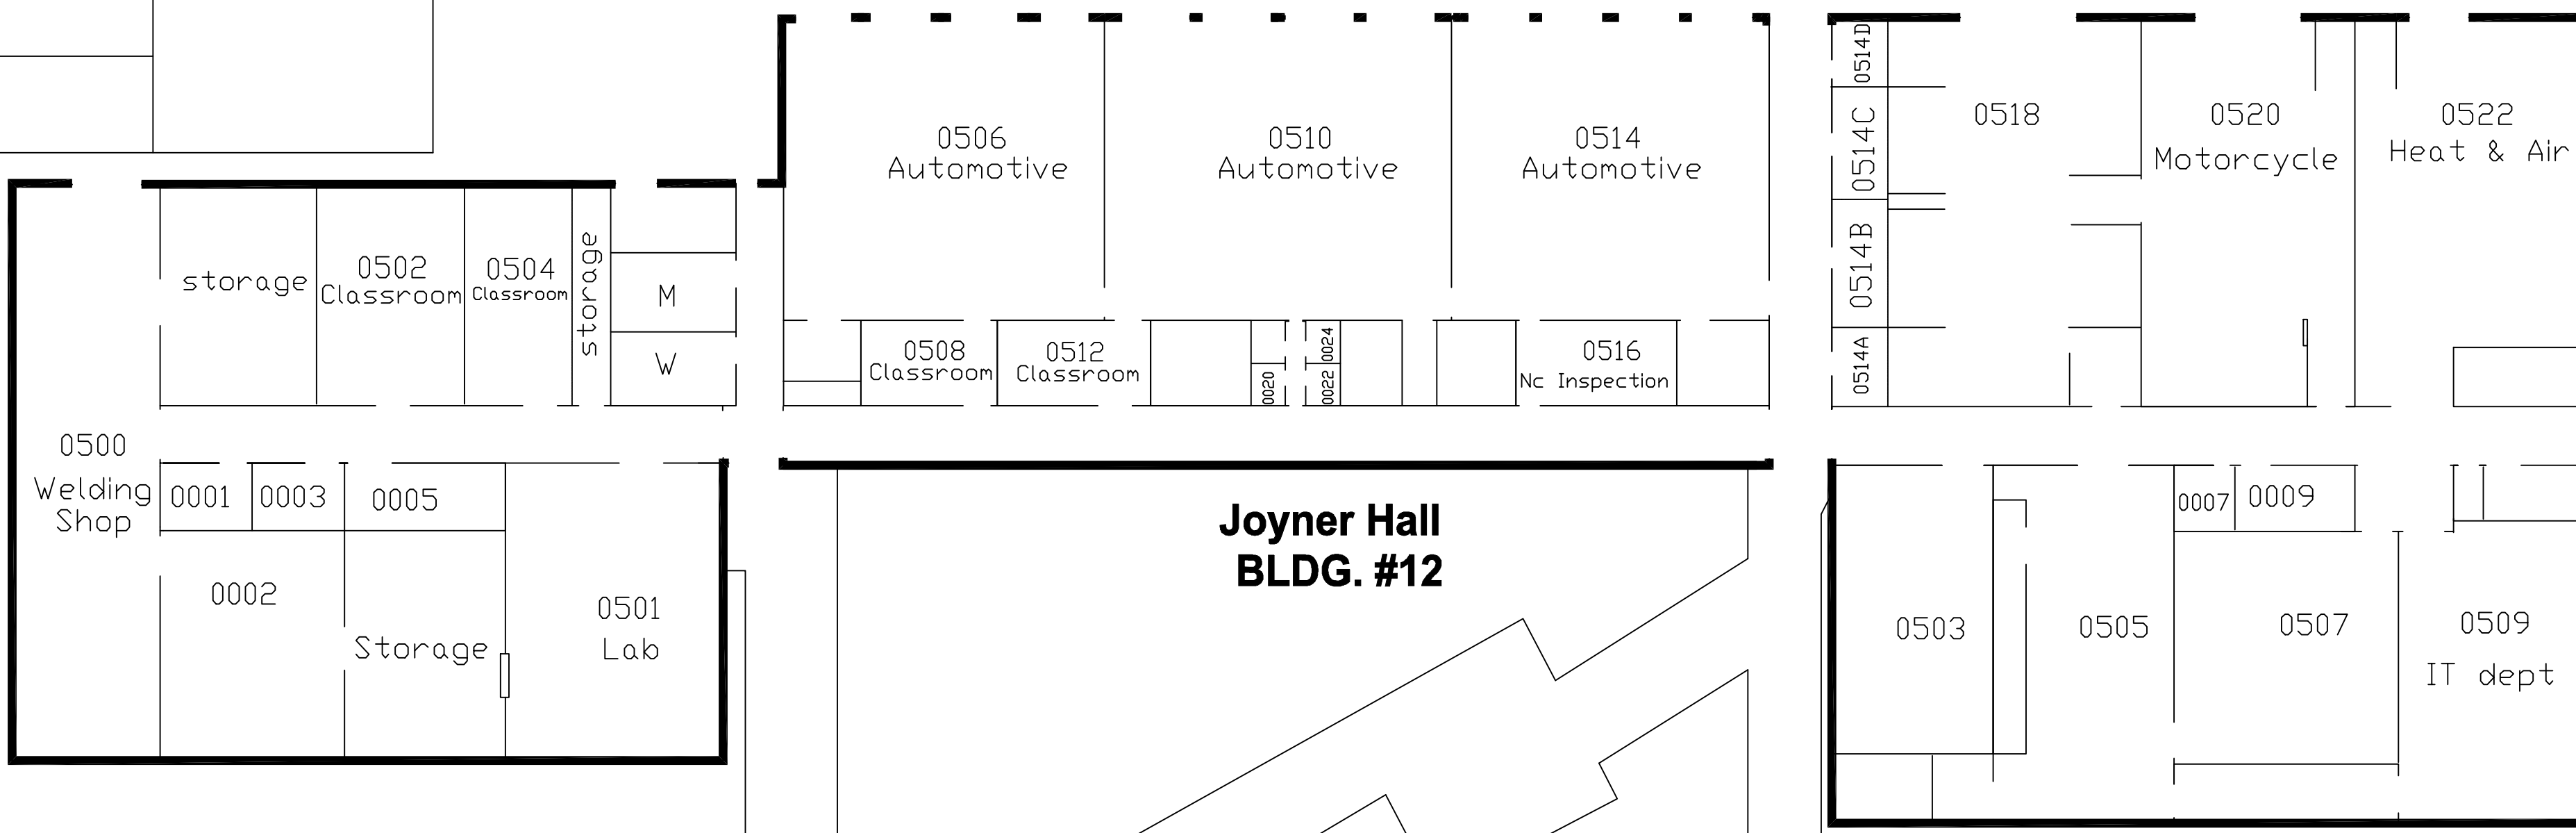 0506
Automotive
0510
Automotive
0514
Automotive
0514D
0514C
0514B
0514A
0518
0520
Motorcycle
0522
Heat & Air
storage
0502
Classroom
0504
Classroom
storage
M
W
0508
Classroom
0512
Classroom
0020
0024
0022
0516
Nc Inspection
0500
Welding
Shop
0001
0003
0005
0002
Storage
0501
Lab
Joyner Hall
BLDG. #12
0503
0505
0007
0009
0507
0509
IT dept